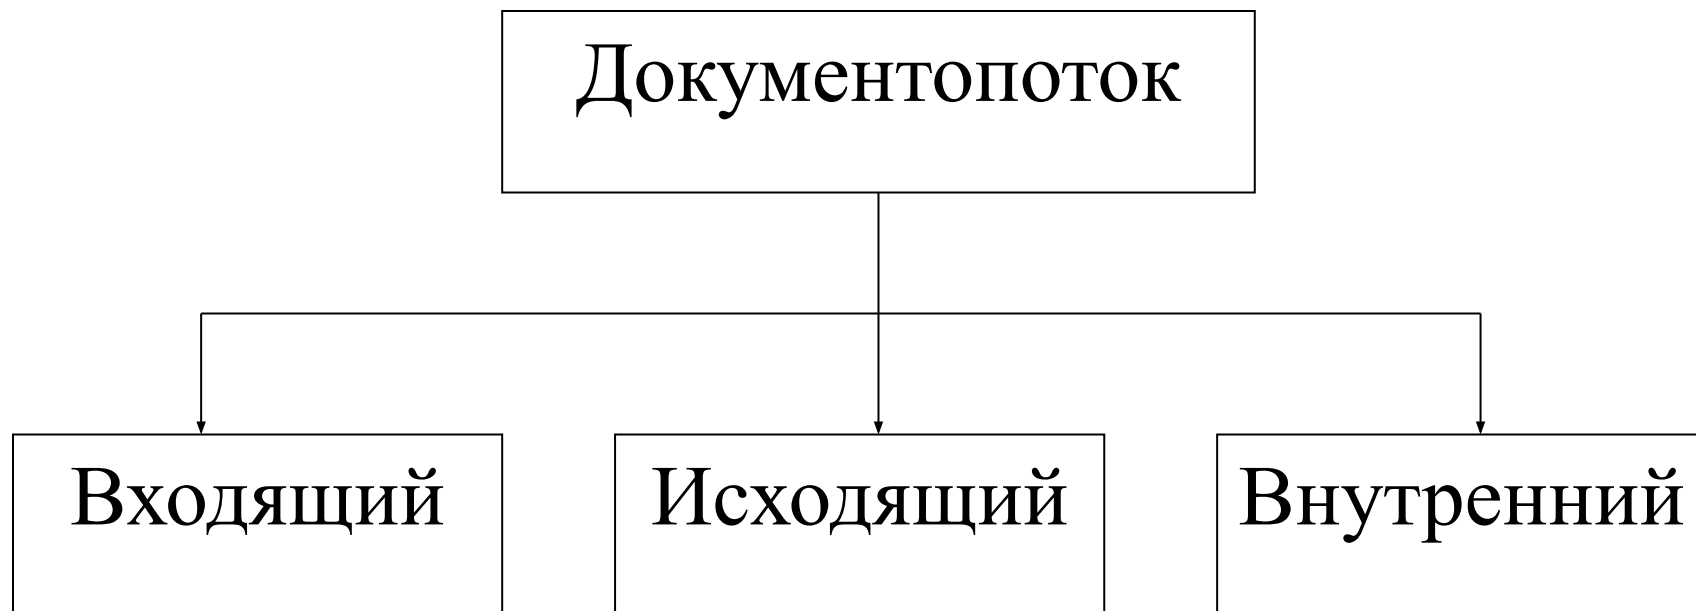 Документопоток
Входящий
Исходящий
Внутренний